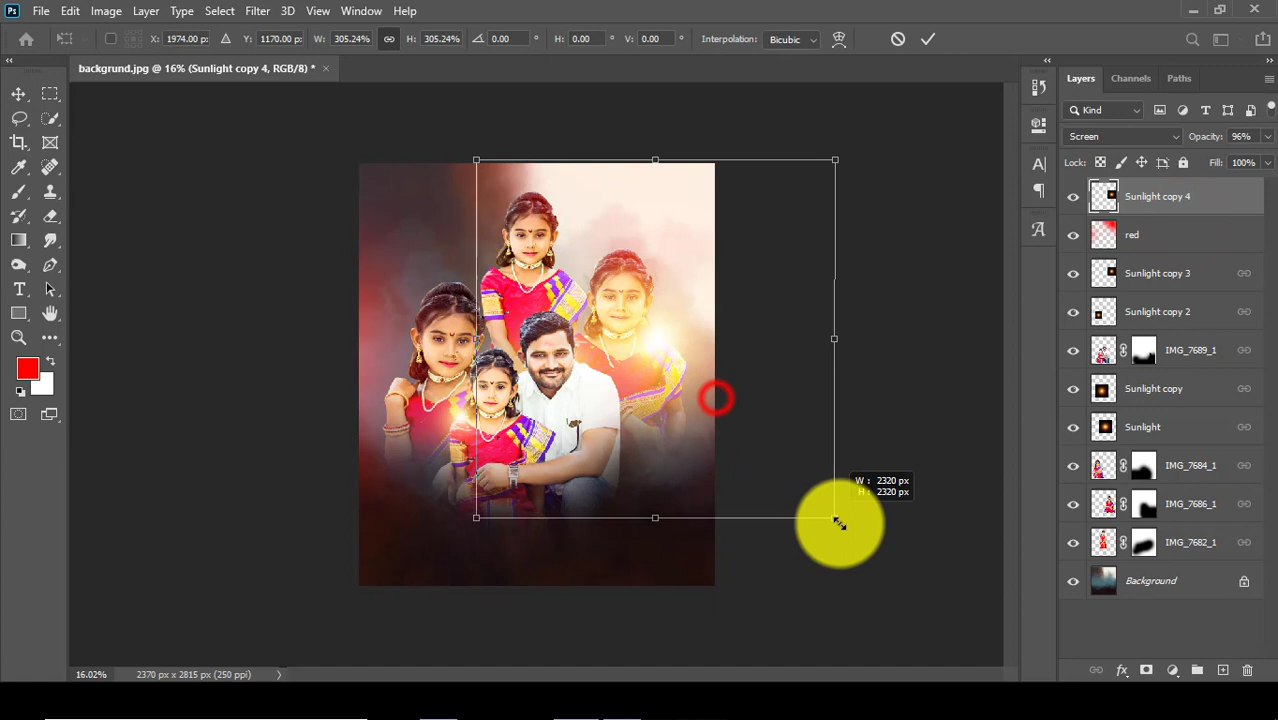 Ps File Edit Image Layer Type Select Filter 3D View Window Help
X: 1974.00 p: Y: 1170.00 p: W: 305.24% H: 305.24% 0.00 ° H: 0.00 ° V: 0.00 ° Interpolation: Bicubic
backgrund.jpg @ 16% (Sunlight copy 4, RGB/8) * ×
Layers Channels Paths
Kind
Screen Opacity: 96%
Lock: Fill: 100%
Sunlight copy 4
red
Sunlight copy 3
Sunlight copy 2
IMG_7689_1
Sunlight copy
Sunlight
IMG_7684_1
IMG_7686_1
IMG_7682_1
Background
W: 2320 px
H: 2320 px
16.02% 2370 px x 2815 px (250 ppi)